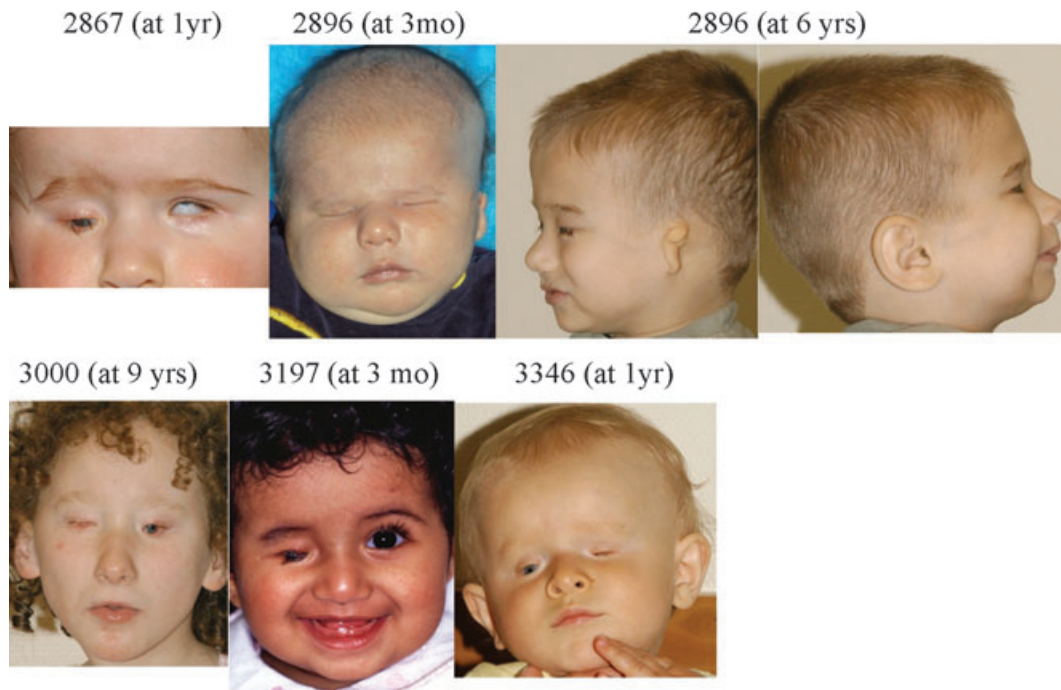 2867 (at 1yr)
2896 (at 3mo)
2896 (at 6 yrs)
3000 (at 9 yrs)
3197 (at 3 mo)
3346 (at 1yr)